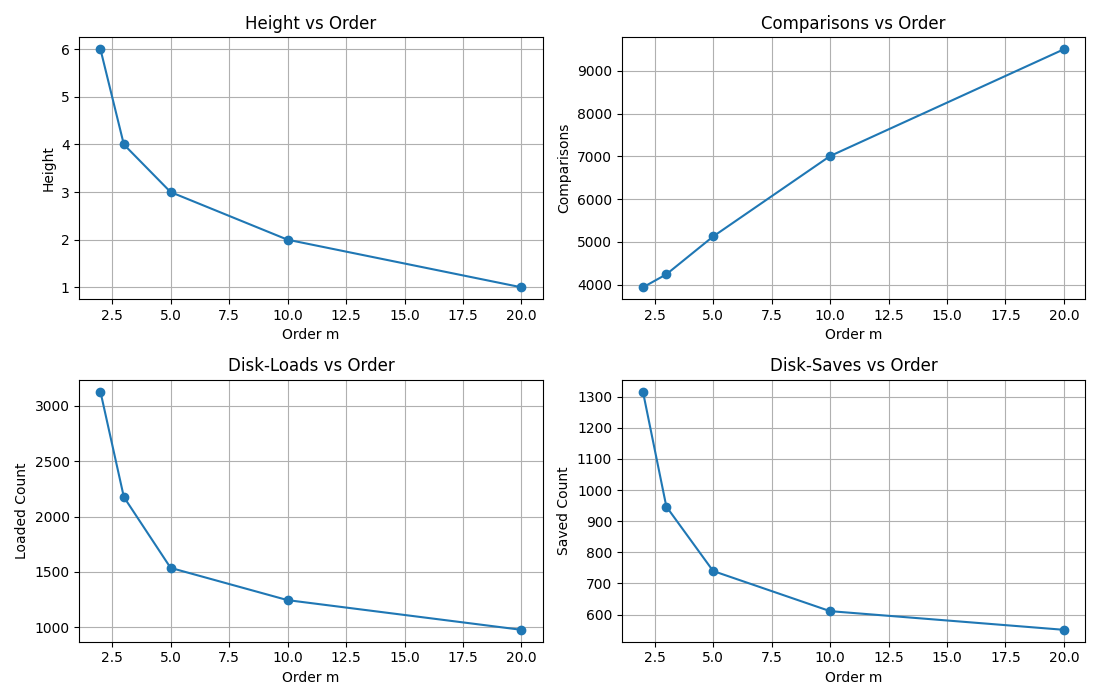 Height vs Order
6
5
4
3
2
1
Height
2.5 5.0 7.5 10.0 12.5 15.0 17.5 20.0
Order m
Comparisons vs Order
9000
8000
7000
6000
5000
4000
Comparisons
2.5 5.0 7.5 10.0 12.5 15.0 17.5 20.0
Order m
Disk-Loads vs Order
3000
2500
2000
1500
1000
Loaded Count
2.5 5.0 7.5 10.0 12.5 15.0 17.5 20.0
Order m
Disk-Saves vs Order
1300
1200
1100
1000
900
800
700
600
Saved Count
2.5 5.0 7.5 10.0 12.5 15.0 17.5 20.0
Order m